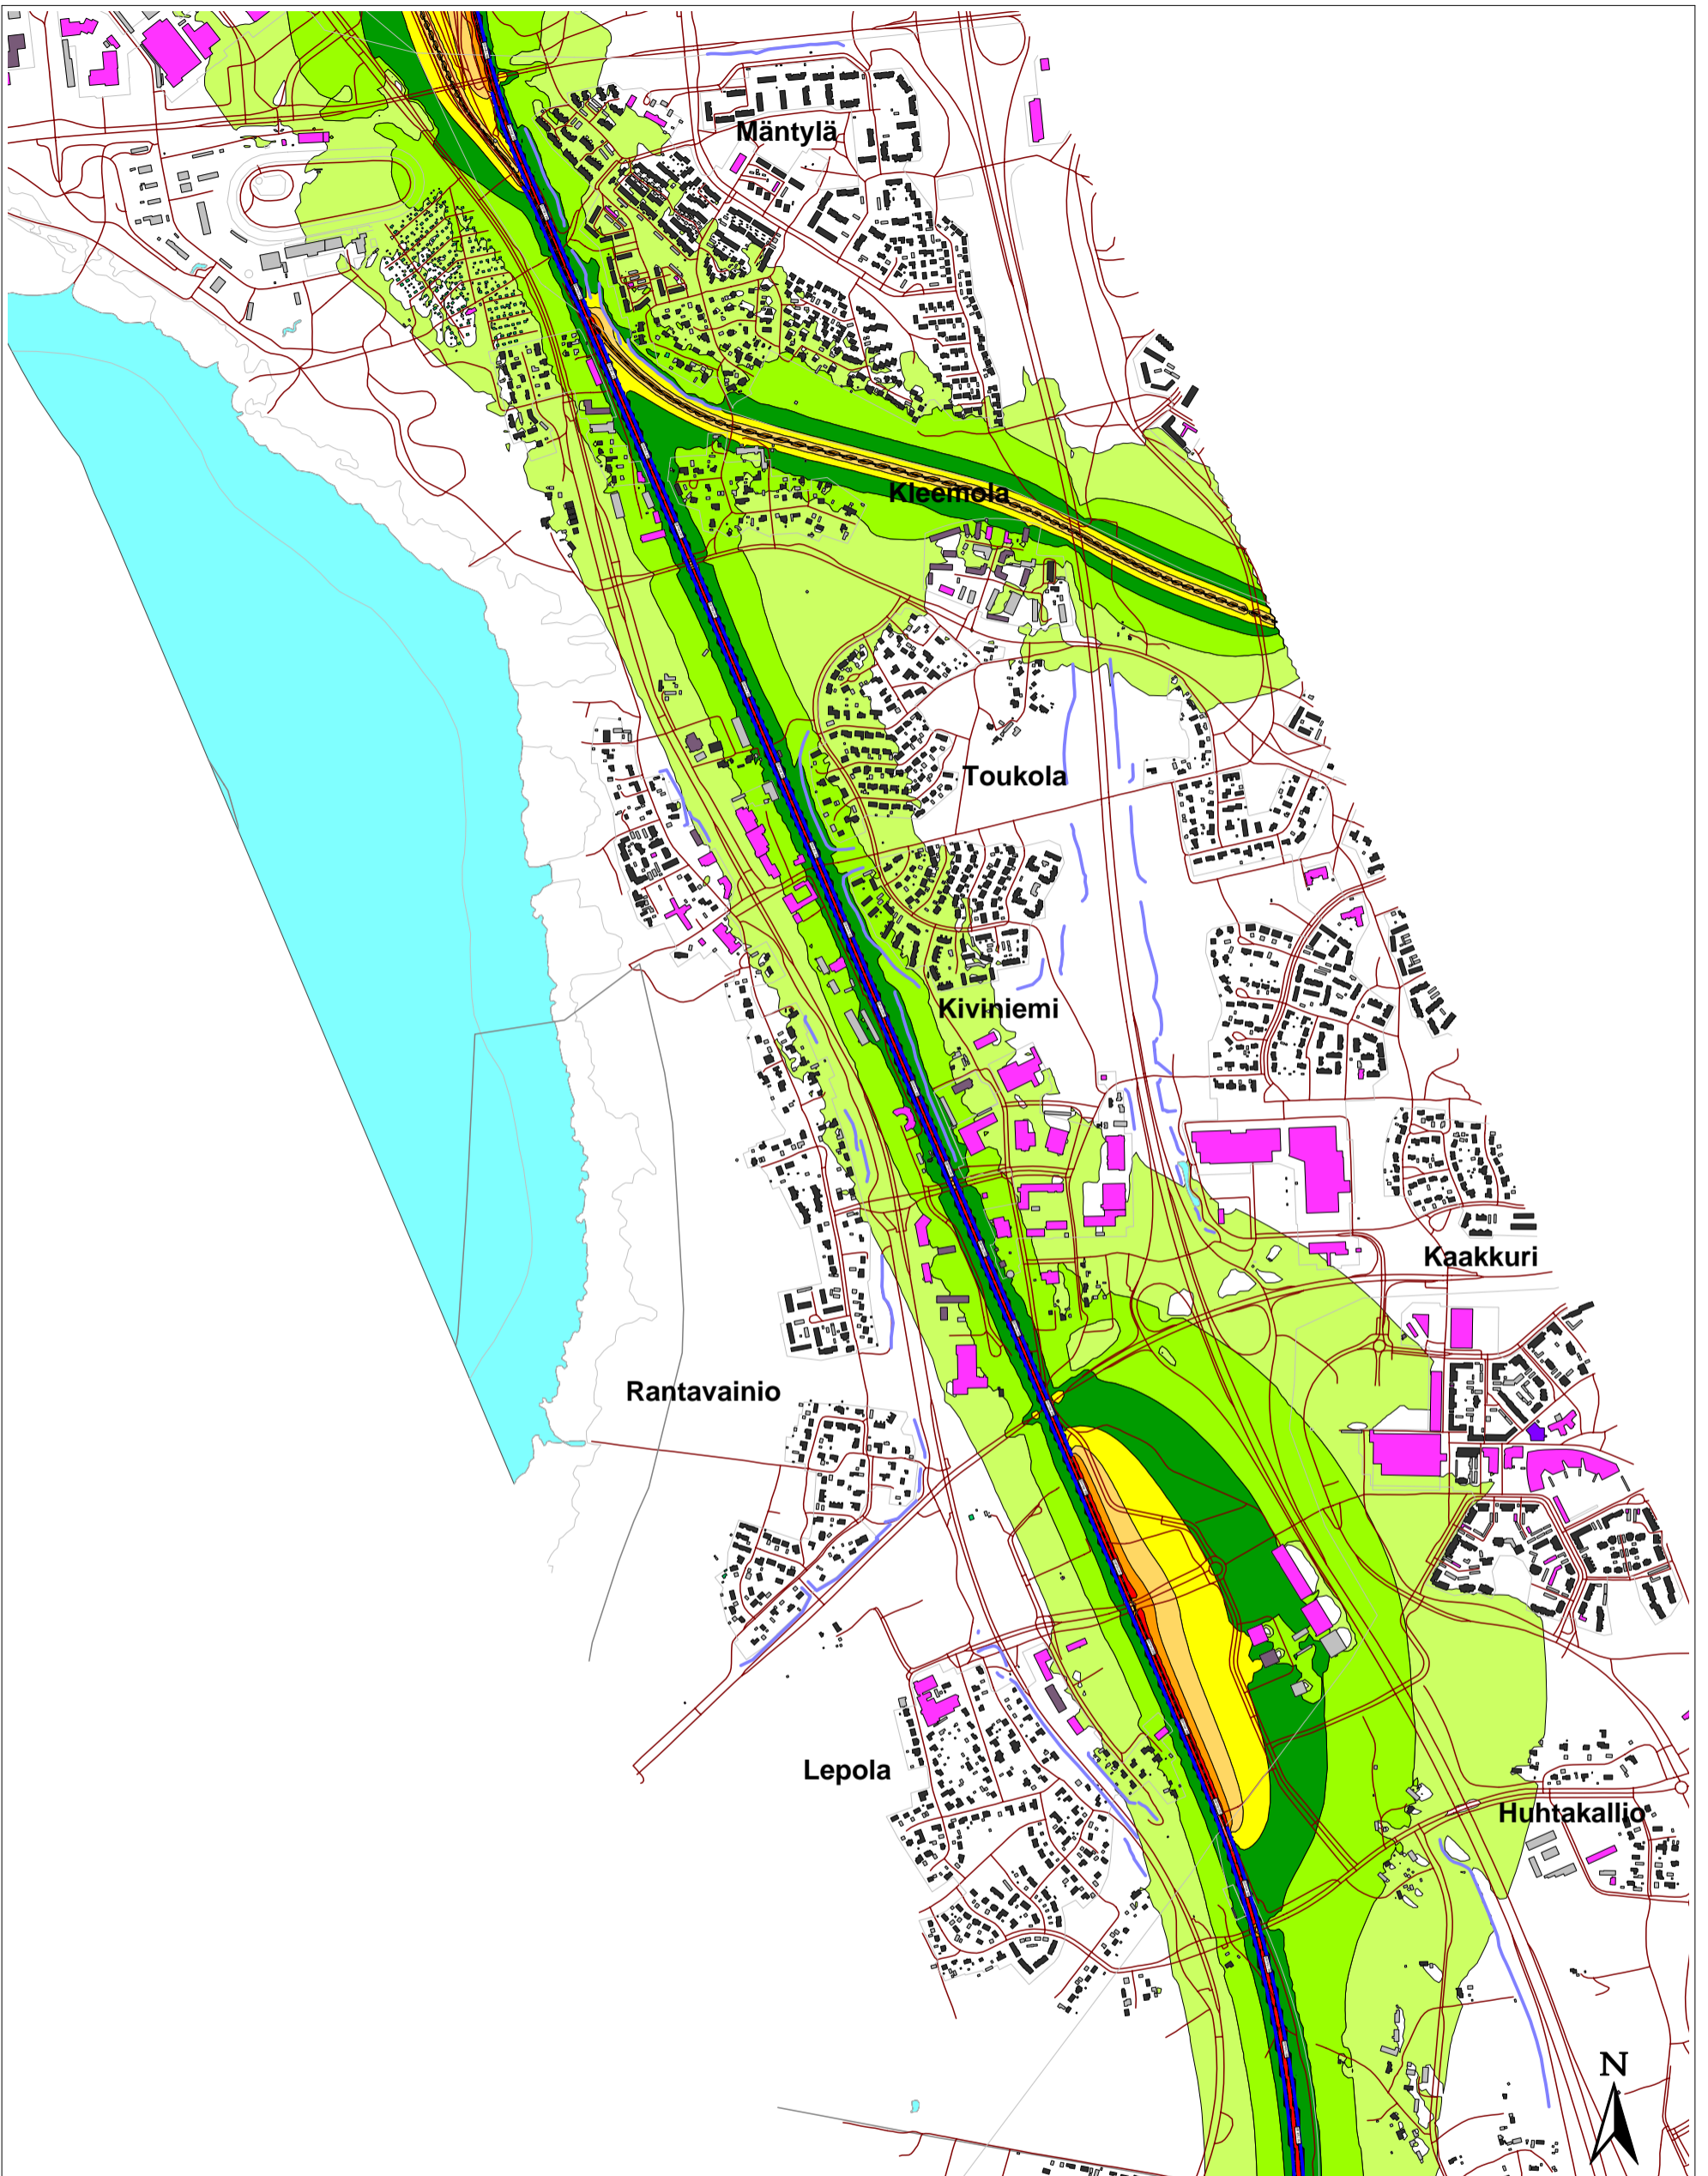 Mäntylä
Kleemola
Toukola
Kiviniemi
Kaakkuri
Rantavainio
Lepola
Huhtakallio
N